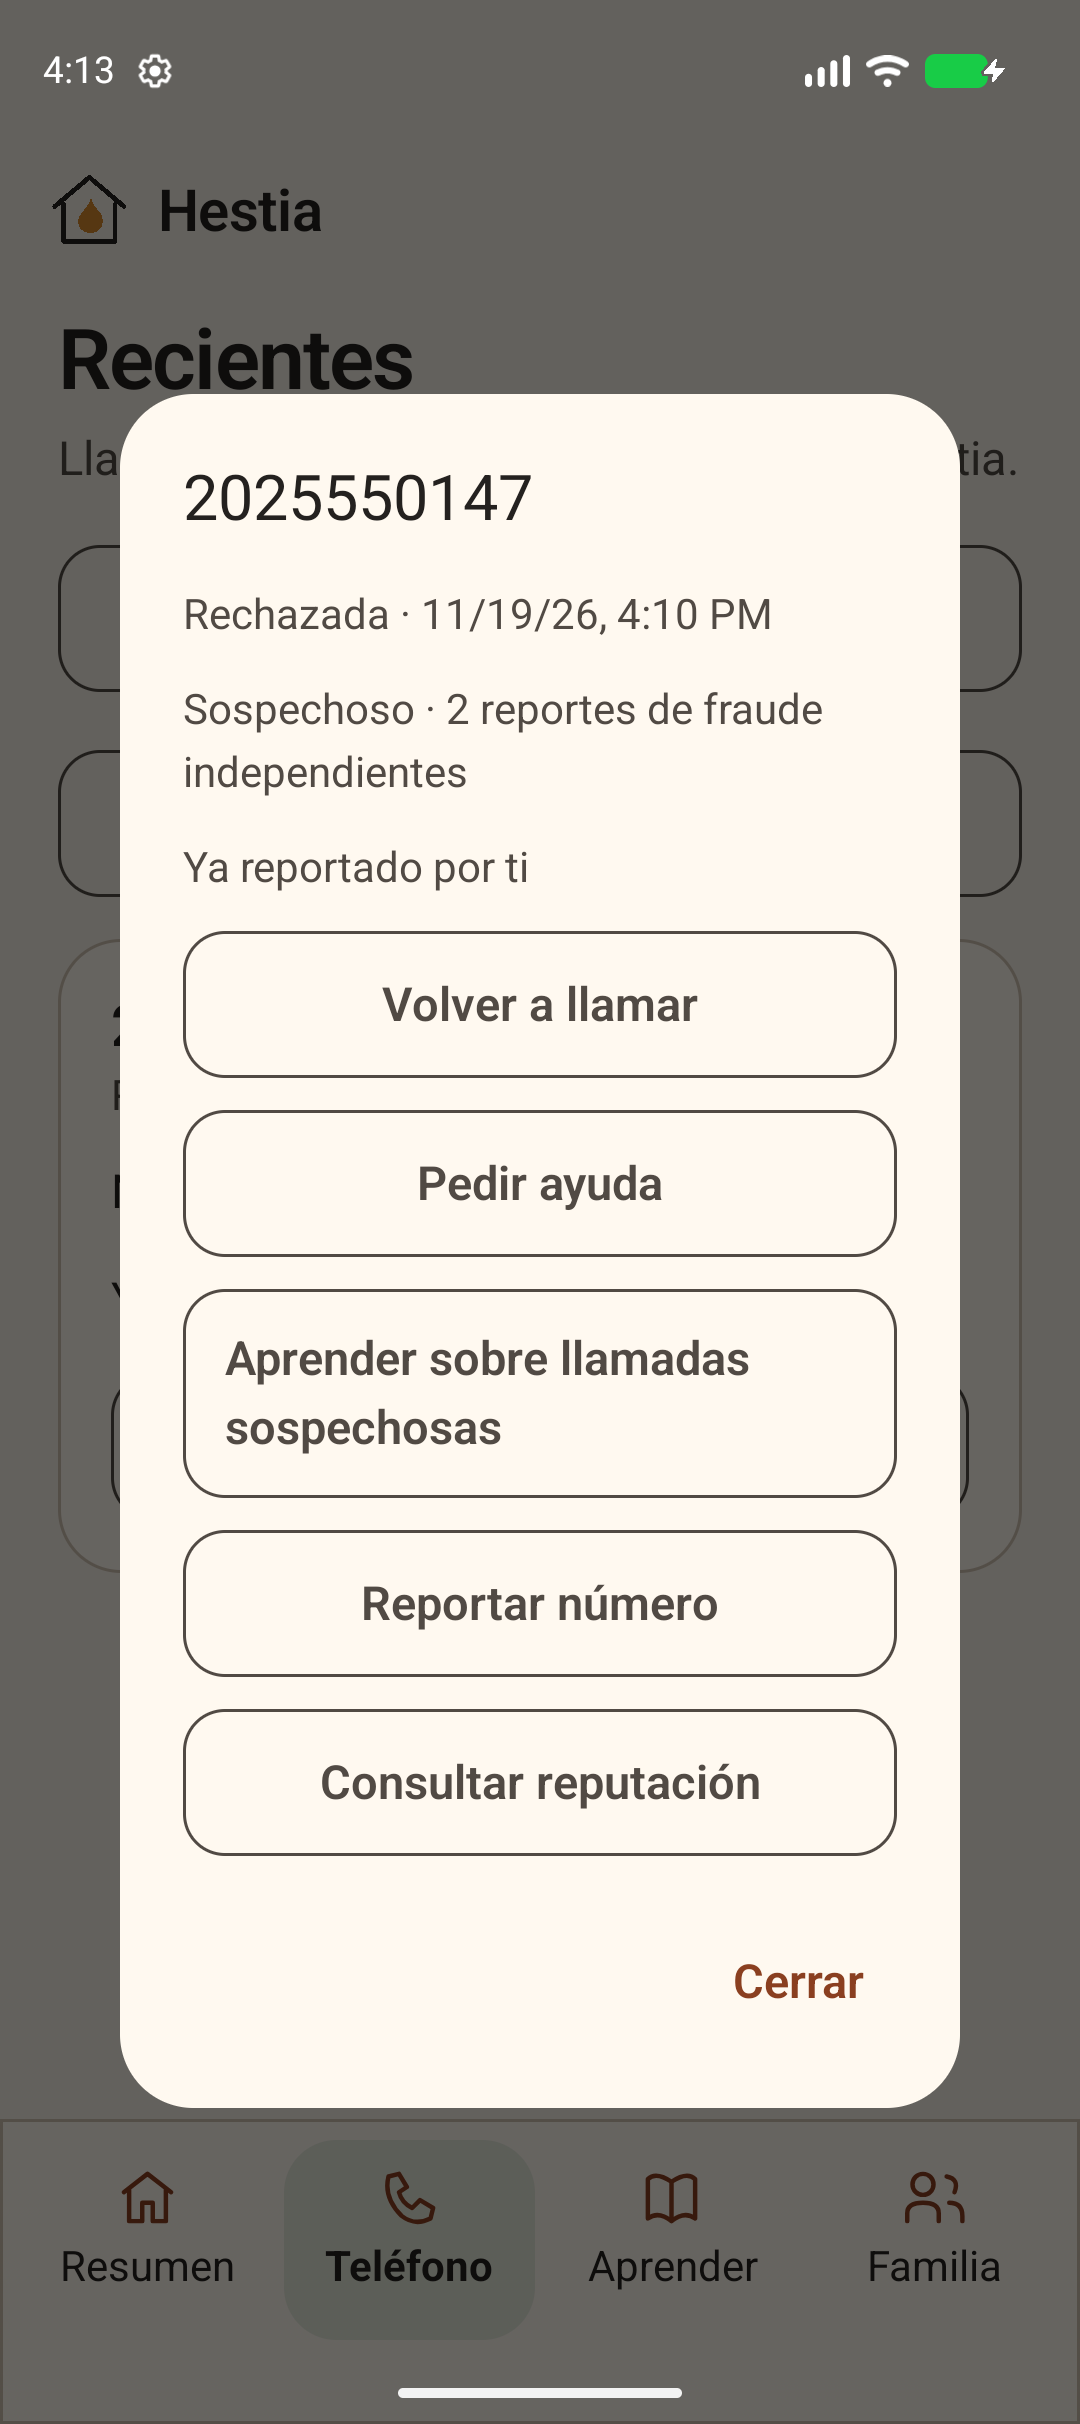 4:13
Hestia
Recientes
2025550147
Rechazada · 11/19/26, 4:10 PM
Sospechoso · 2 reportes de fraude
independientes
Ya reportado por ti
Volver a llamar
Pedir ayuda
Aprender sobre llamadas
sospechosas
Reportar número
Consultar reputación
Cerrar
Resumen
Teléfono
Aprender
Familia